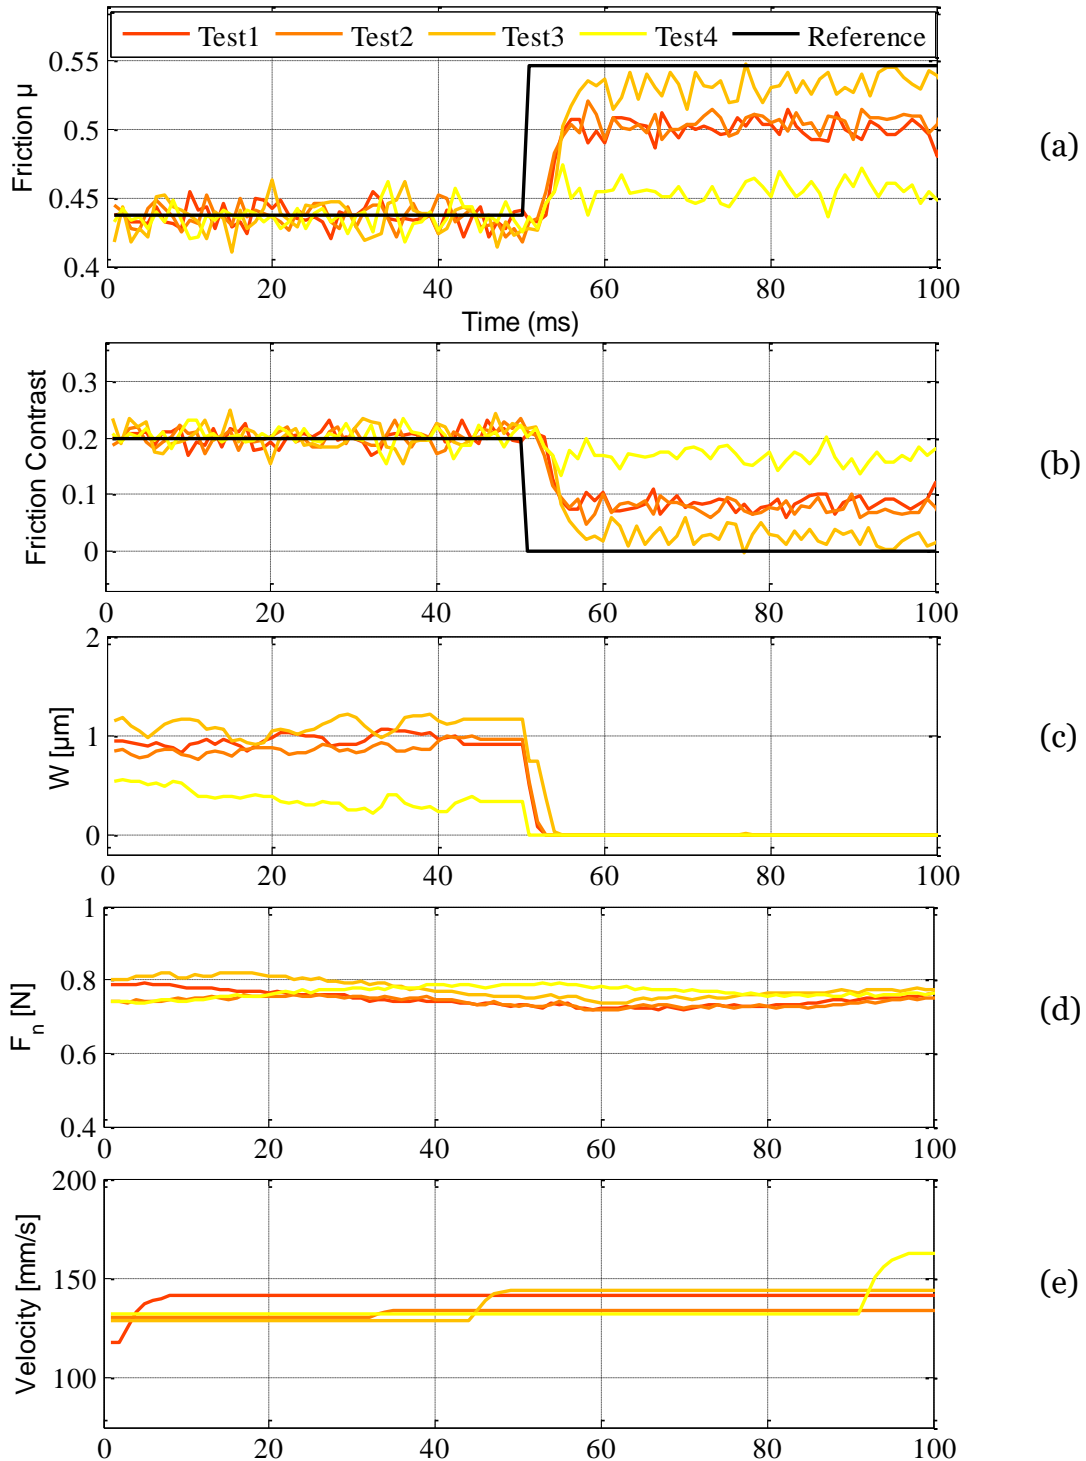 Test1 Test2 Test3 Test4 Reference
Friction µ
0.55
0.5
0.45
0.4
0 20 40 60 80 100
Time (ms)
(a)
Friction Contrast
0.3
0.2
0.1
0
0 20 40 60 80 100
(b)
W [µm]
2
1
0
0 20 40 60 80 100
(c)
F n [N]
1
0.8
0.6
0.4
0 20 40 60 80 100
(d)
Velocity [mm/s]
200
150
100
0 20 40 60 80 100
(e)